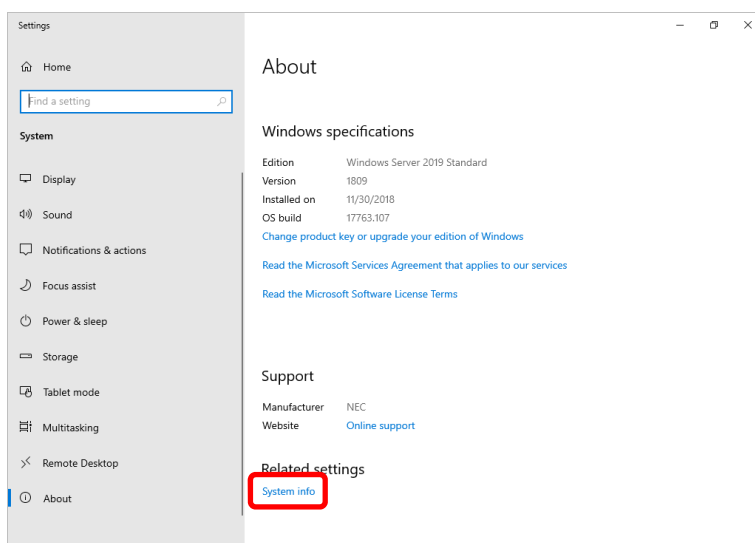 Settings
Home
Find a setting
System
Display
Sound
Notifications & actions
Focus assist
Power & sleep
Storage
Tablet mode
Multitasking
Remote Desktop
About
About
Windows specifications
Edition Windows Server 2019 Standard
Version 1809
Installed on 11/30/2018
OS build 17763.107
Change product key or upgrade your edition of Windows
Read the Microsoft Services Agreement that applies to our services
Read the Microsoft Software License Terms
Support
Manufacturer NEC
Website Online support
Related settings
System info